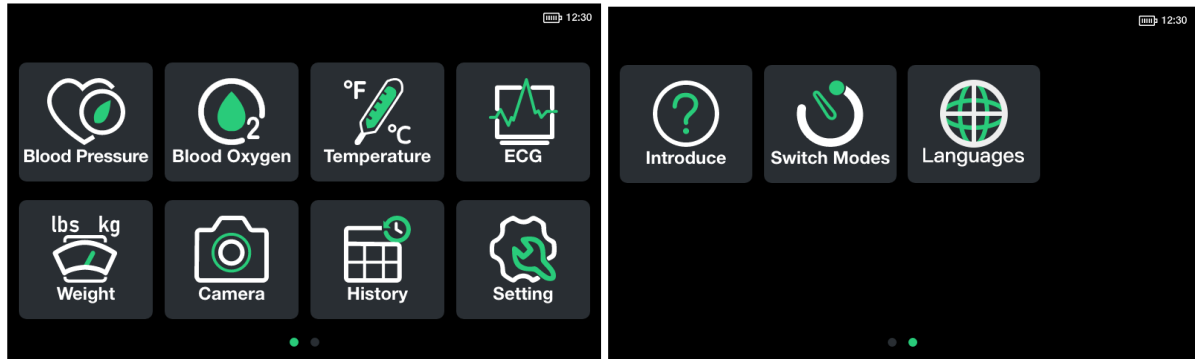 12:30
°F
°C
2
Blood Pressure
Blood Oxygen
Temperature
ECG
lbs kg
Weight
Camera
History
Setting
12:30
?
Introduce
Switch Modes
Languages